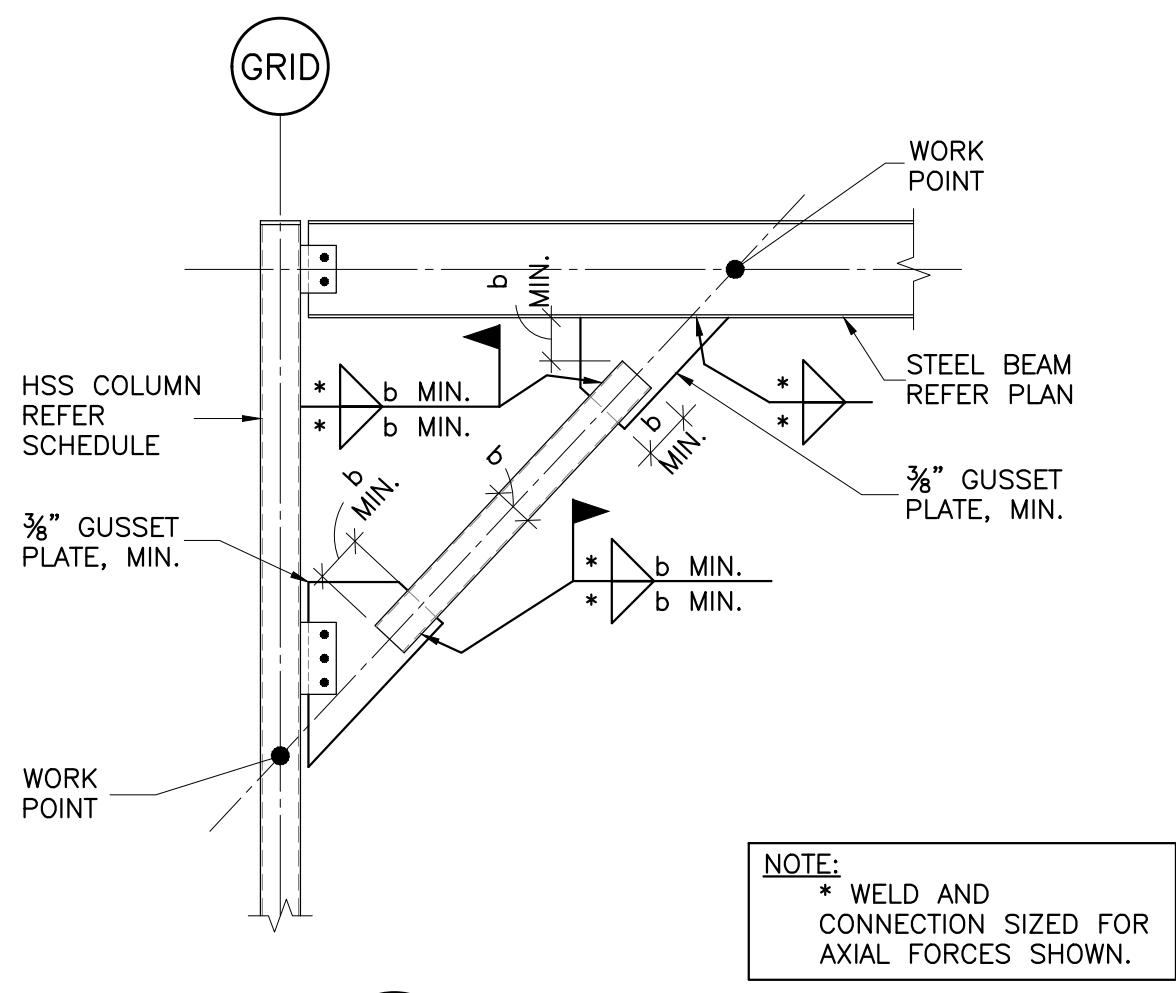 GRID
WORK
POINT
b
MIN.
HSS COLUMN
REFER
SCHEDULE
* b MIN.
* b MIN.
STEEL BEAM
REFER PLAN
*
*
b
MIN.
b
b
MIN.
⅜" GUSSET
PLATE, MIN.
⅜" GUSSET
PLATE, MIN.
* b MIN.
* b MIN.
WORK
POINT
NOTE:
* WELD AND
CONNECTION SIZED FOR
AXIAL FORCES SHOWN.